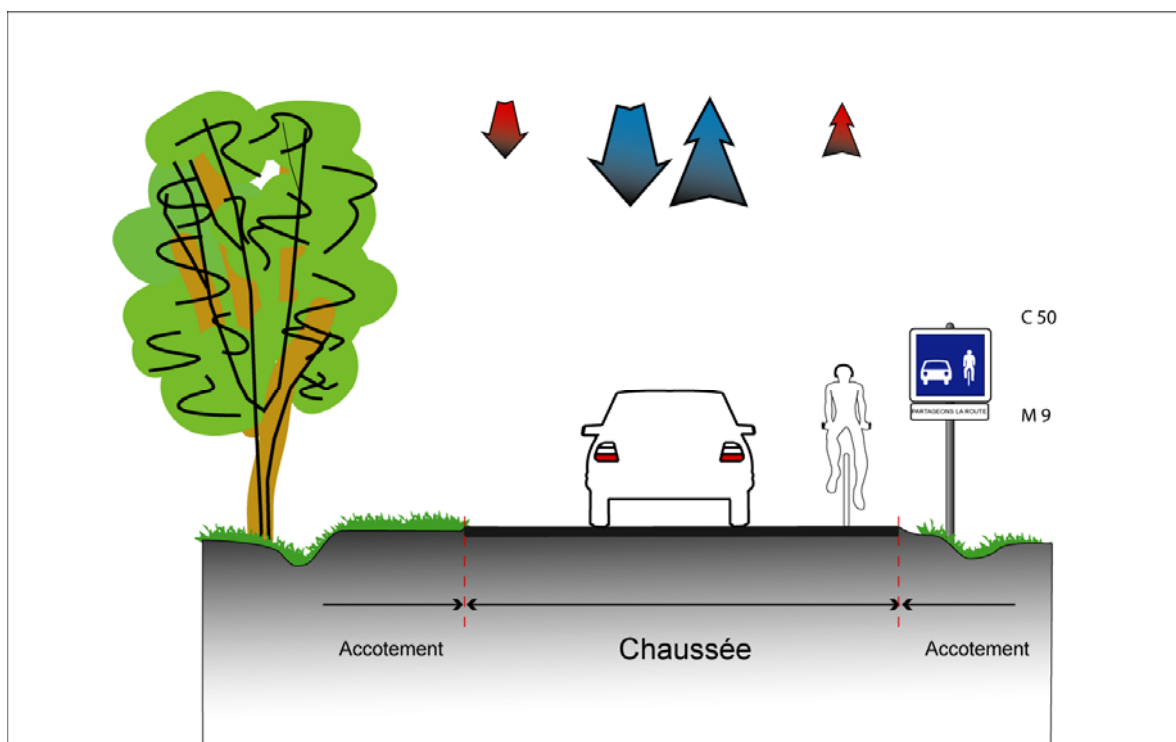 C 50
PARTAGEONS LA ROUTE
M 9
Accotement
Chaussée
Accotement